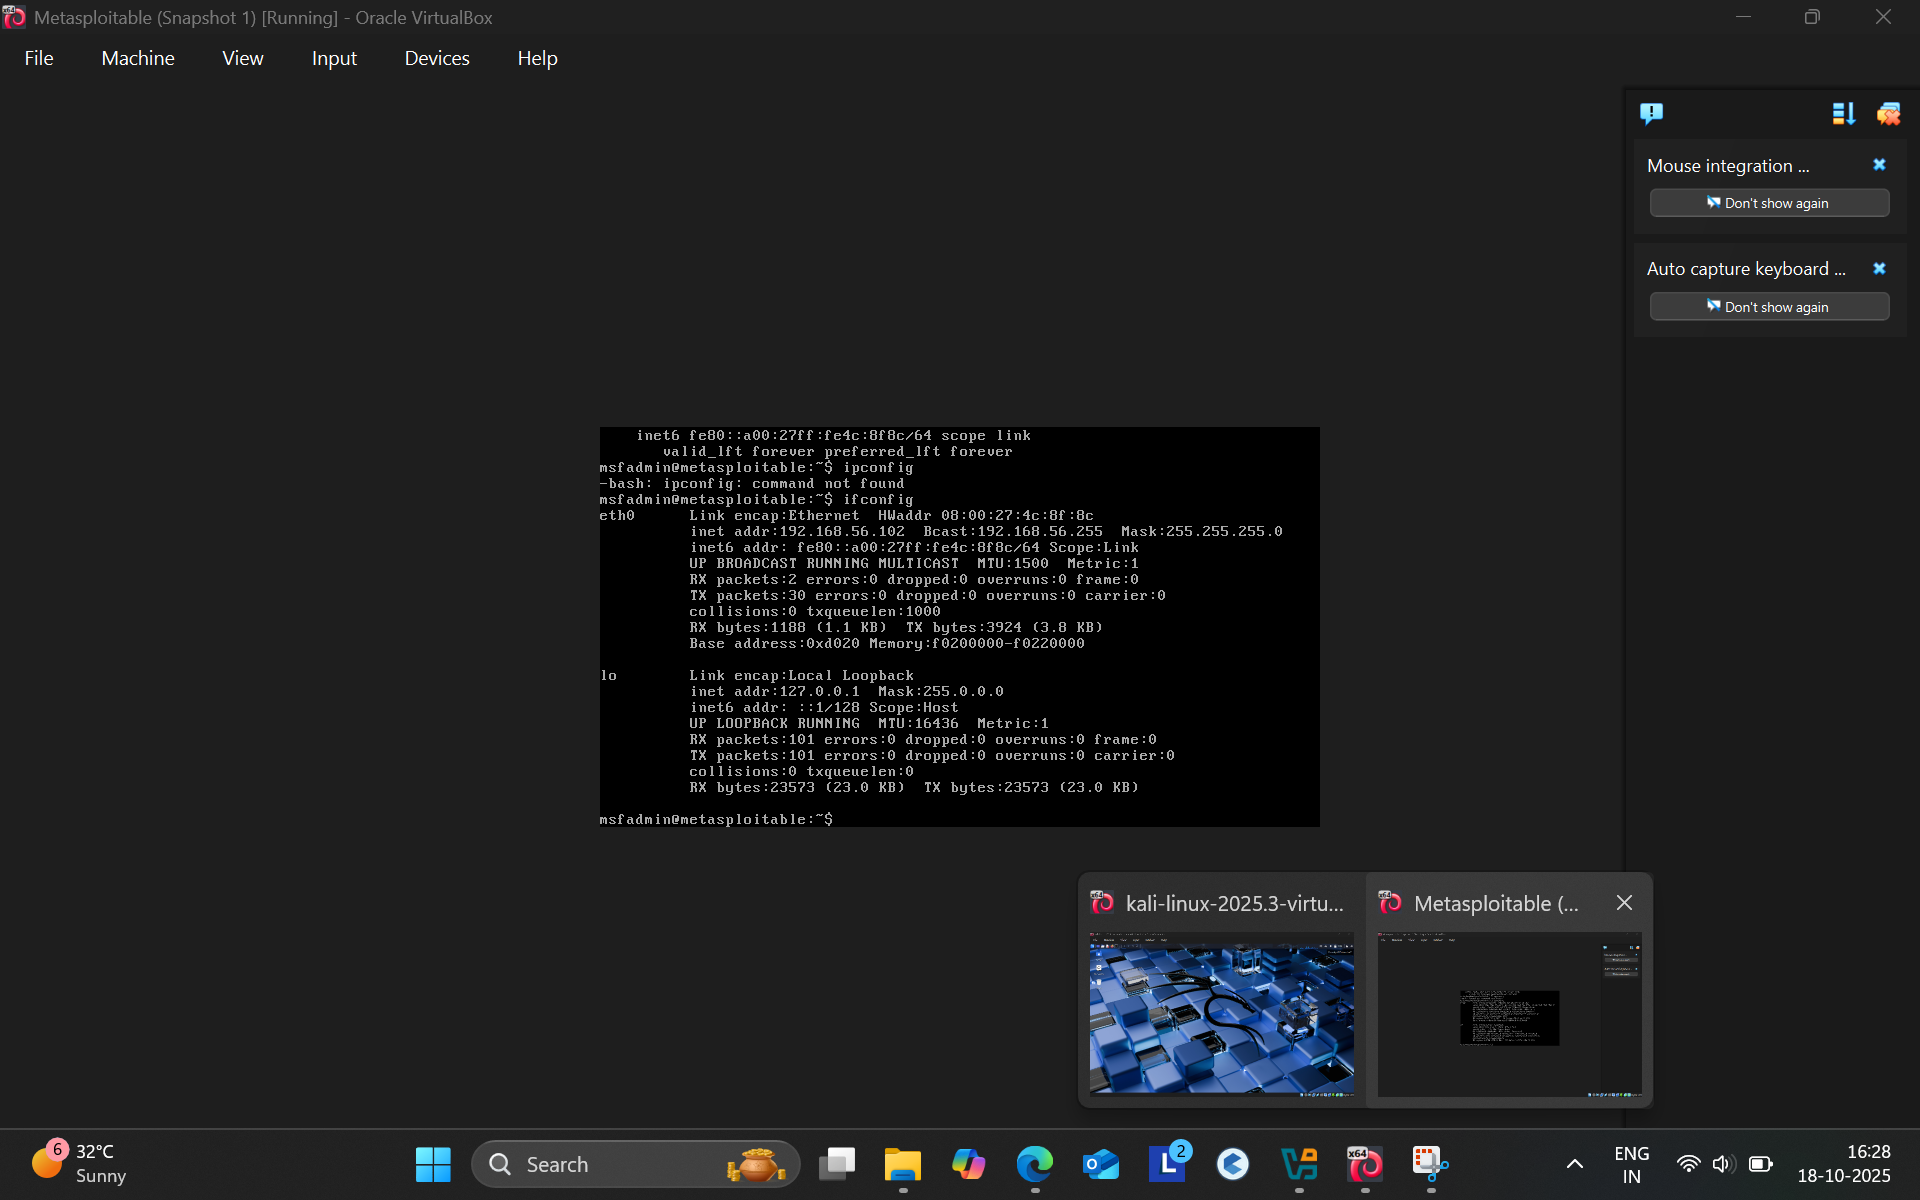 Metasploitable (Snapshot 1) [Running] - Oracle VirtualBox
File Machine View Input Devices Help
Mouse integration ...
Don't show again
Auto capture keyboard ...
Don't show again
inet6 fe80::a00:27ff:fe4c:8f8c/64 scope link
valid_lft forever preferred_lft forever
msfadmin@metasploitable:~$ ipconfig
-bash: ipconfig: command not found
msfadmin@metasploitable:~$ ifconfig
eth0 Link encap:Ethernet HWaddr 08:00:27:4c:8f:8c
inet addr:192.168.56.102 Bcast:192.168.56.255 Mask:255.255.255.0
inet6 addr: fe80::a00:27ff:fe4c:8f8c/64 Scope:Link
UP BROADCAST RUNNING MULTICAST MTU:1500 Metric:1
RX packets:2 errors:0 dropped:0 overruns:0 frame:0
TX packets:30 errors:0 dropped:0 overruns:0 carrier:0
collisions:0 txqueuelen:1000
RX bytes:1188 (1.1 KB) TX bytes:3924 (3.8 KB)
Base address:0xd020 Memory:f0200000-f0220000
lo Link encap:Local Loopback
inet addr:127.0.0.1 Mask:255.0.0.0
inet6 addr: ::1/128 Scope:Host
UP LOOPBACK RUNNING MTU:16436 Metric:1
RX packets:101 errors:0 dropped:0 overruns:0 frame:0
TX packets:101 errors:0 dropped:0 overruns:0 carrier:0
collisions:0 txqueuelen:0
RX bytes:23573 (23.0 KB) TX bytes:23573 (23.0 KB)
msfadmin@metasploitable:~$
kali-linux-2025.3-virtu... Metasploitable (...
6 32°C
Sunny
Search
L 2
x64
ENG
IN
16:28
18-10-2025